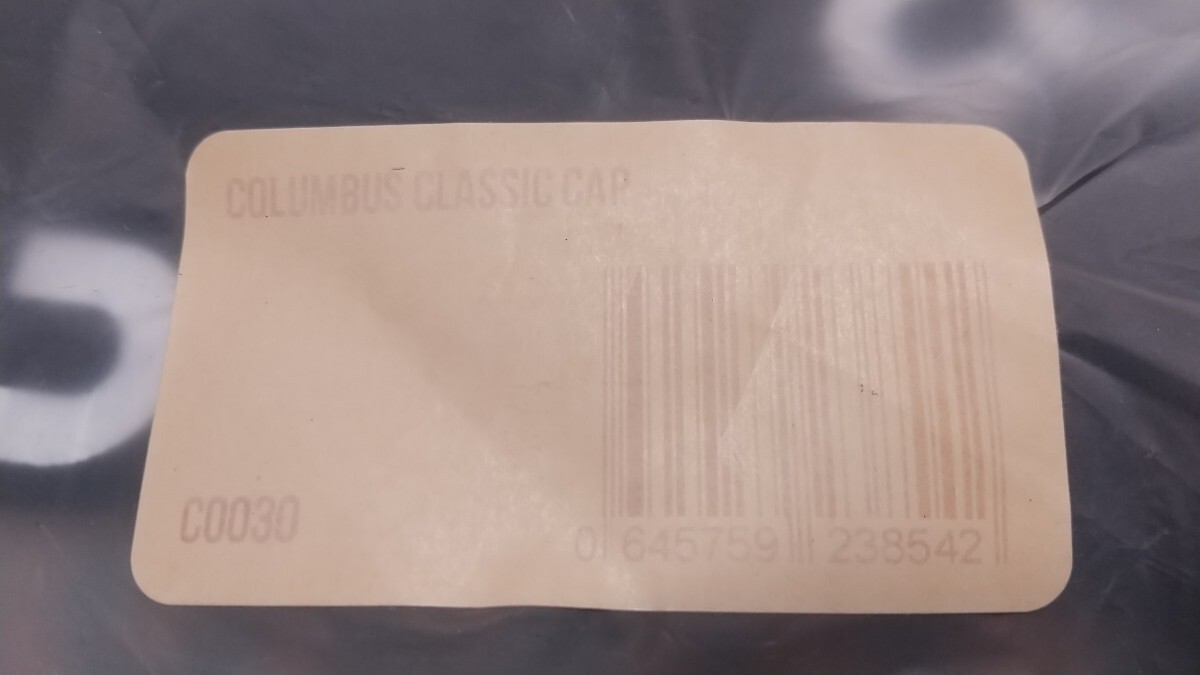 COLUMBUS CLASSIC CAP
C0030
0 645759 238542